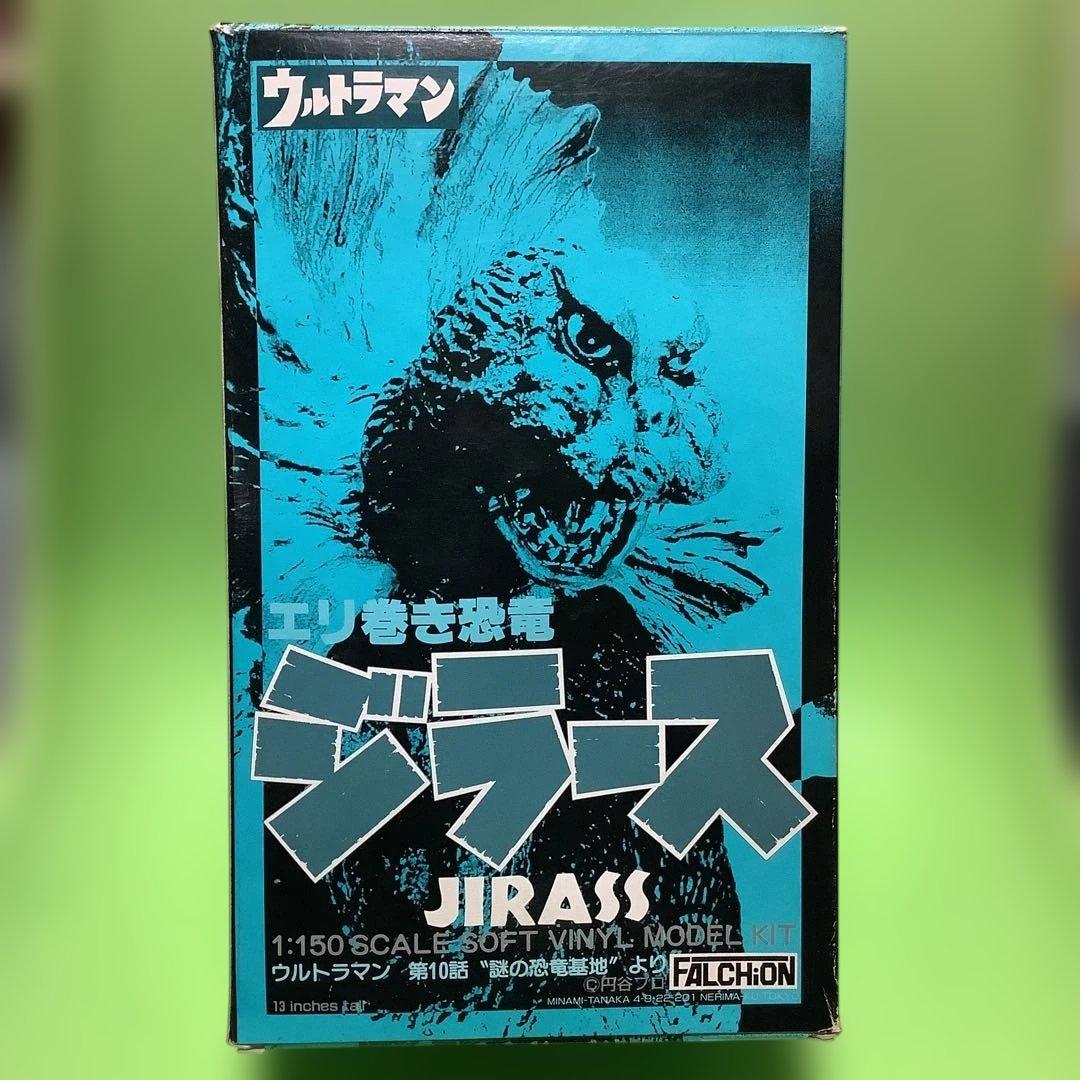 ウルトラマン
エリ巻き恐竜
ジラース
JIRASS
1:150 SCALE SOFT VINYL MODEL KIT
ウルトラマン 第10話 〝謎の恐竜基地〟より
FALCHiON
©円谷プロ
13 inches tall
MINAMI-TANAKA 4-9-22-201 NERIMA-KU TOKYO